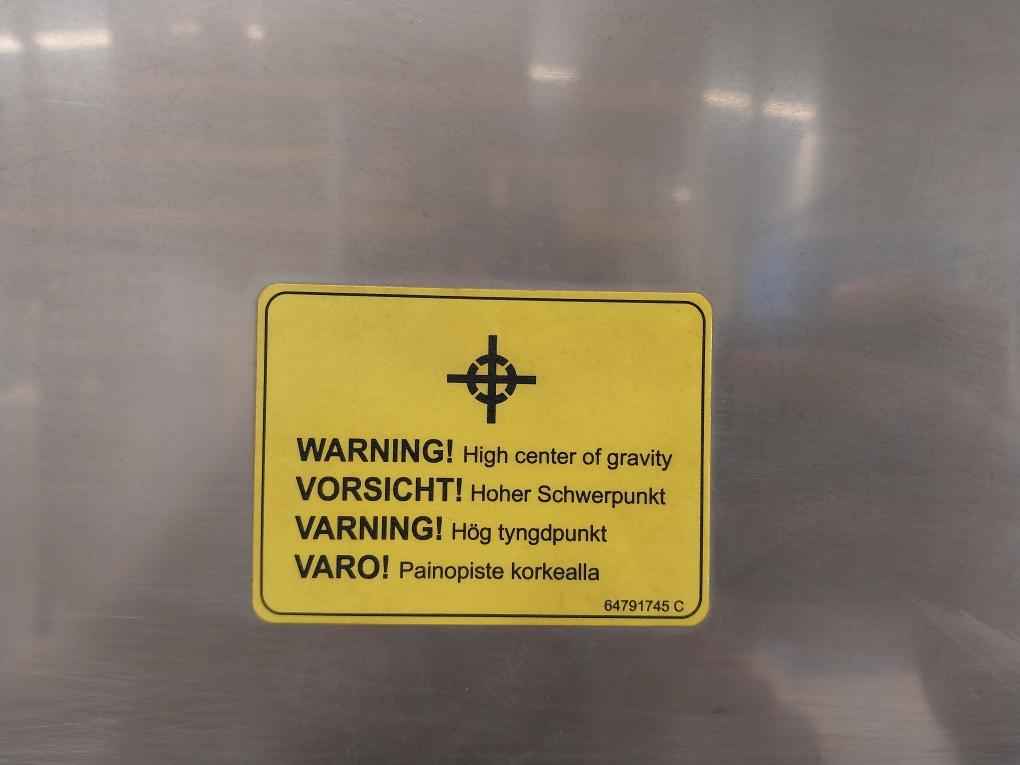 WARNING! High center of gravity
VORSICHT! Hoher Schwerpunkt
VARNING! Hög tyngdpunkt
VARO! Painopiste korkealla
64791745 C